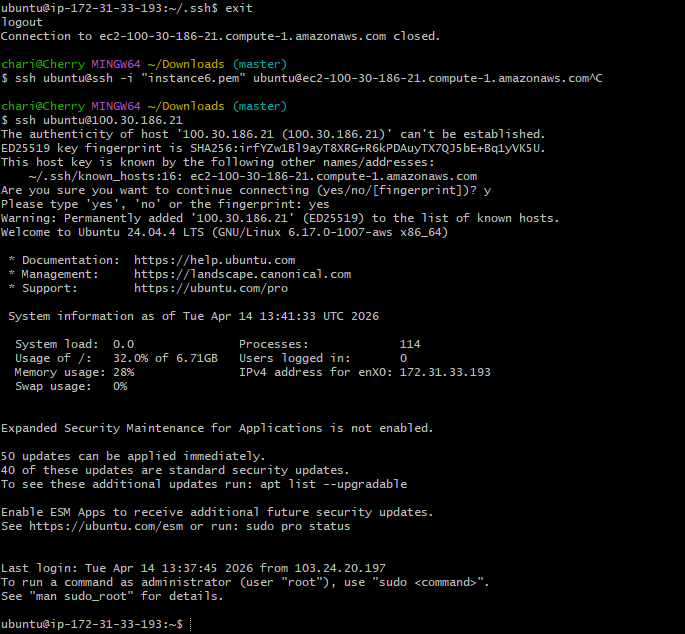 ubuntu@ip-172-31-33-193:~/.ssh$ exit
logout
Connection to ec2-100-30-186-21.compute-1.amazonaws.com closed.

chari@Cherry MINGW64 ~/Downloads (master)
$ ssh ubuntu@ssh -i "instance6.pem" ubuntu@ec2-100-30-186-21.compute-1.amazonaws.com^C

chari@Cherry MINGW64 ~/Downloads (master)
$ ssh ubuntu@100.30.186.21
The authenticity of host '100.30.186.21 (100.30.186.21)' can't be established.
ED25519 key fingerprint is SHA256:irfYZw1Bl9ayT8XRG+R6kPDAuyTX7QJ5bE+Bq1yVK5U.
This host key is known by the following other names/addresses:
    ~/.ssh/known_hosts:16: ec2-100-30-186-21.compute-1.amazonaws.com
Are you sure you want to continue connecting (yes/no/[fingerprint])? y
Please type 'yes', 'no' or the fingerprint: yes
Warning: Permanently added '100.30.186.21' (ED25519) to the list of known hosts.
Welcome to Ubuntu 24.04.4 LTS (GNU/Linux 6.17.0-1007-aws x86_64)

 * Documentation:  https://help.ubuntu.com
 * Management:     https://landscape.canonical.com
 * Support:        https://ubuntu.com/pro

 System information as of Tue Apr 14 13:41:33 UTC 2026

  System load:  0.0               Processes:             114
  Usage of /:   32.0% of 6.71GB   Users logged in:       0
  Memory usage: 28%               IPv4 address for enX0: 172.31.33.193
  Swap usage:   0%


Expanded Security Maintenance for Applications is not enabled.

50 updates can be applied immediately.
40 of these updates are standard security updates.
To see these additional updates run: apt list --upgradable

Enable ESM Apps to receive additional future security updates.
See https://ubuntu.com/esm or run: sudo pro status


Last login: Tue Apr 14 13:37:45 2026 from 103.24.20.197
To run a command as administrator (user "root"), use "sudo <command>".
See "man sudo_root" for details.

ubuntu@ip-172-31-33-193:~$